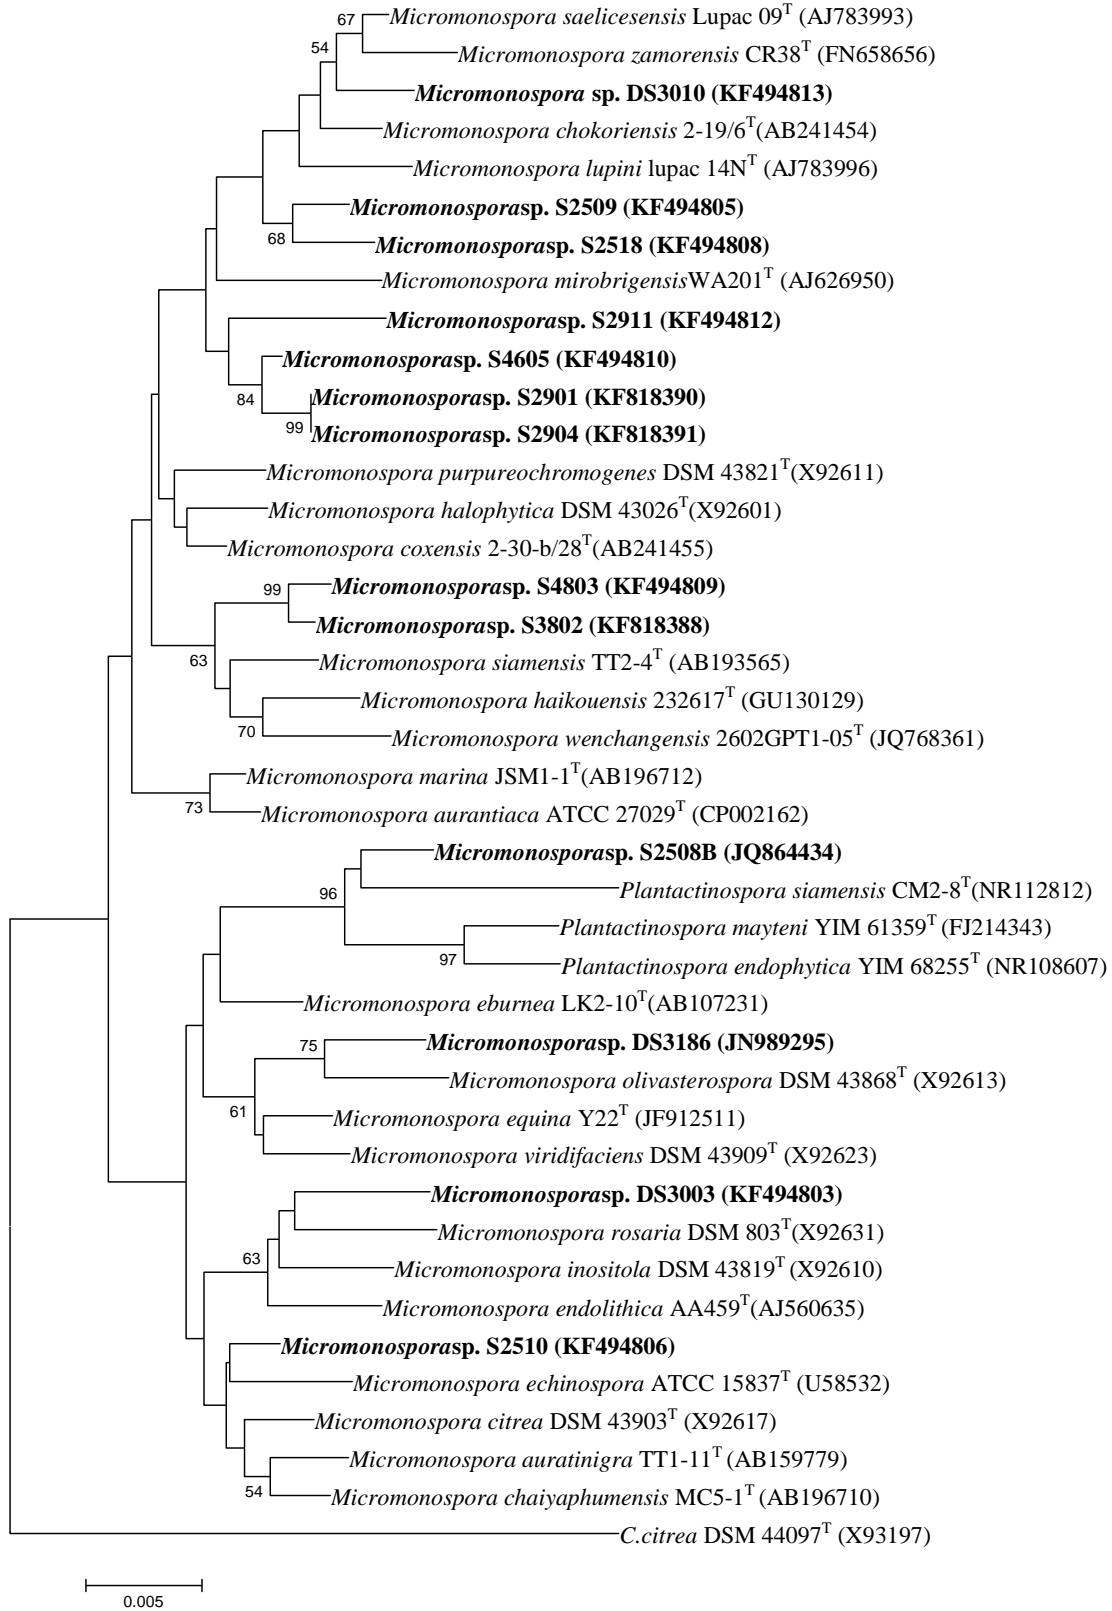 67
Micromonospora saelicesensis Lupac 09T (AJ783993)
54
Micromonospora zamorensis CR38T (FN658656)
Micromonospora sp. DS3010 (KF494813)
Micromonospora chokoriensis 2-19/6T(AB241454)
Micromonospora lupini lupac 14NT (AJ783996)
Micromonosporasp. S2509 (KF494805)
68
Micromonosporasp. S2518 (KF494808)
Micromonospora mirobrigensisWA201T (AJ626950)
Micromonosporasp. S2911 (KF494812)
Micromonosporasp. S4605 (KF494810)
84
Micromonosporasp. S2901 (KF818390)
99
Micromonosporasp. S2904 (KF818391)
Micromonospora purpureochromogenes DSM 43821T(X92611)
Micromonospora halophytica DSM 43026T(X92601)
Micromonospora coxensis 2-30-b/28T(AB241455)
99
Micromonosporasp. S4803 (KF494809)
Micromonosporasp. S3802 (KF818388)
63
Micromonospora siamensis TT2-4T (AB193565)
Micromonospora haikouensis 232617T (GU130129)
70
Micromonospora wenchangensis 2602GPT1-05T (JQ768361)
Micromonospora marina JSM1-1T(AB196712)
73
Micromonospora aurantiaca ATCC 27029T (CP002162)
Micromonosporasp. S2508B (JQ864434)
96
Plantactinospora siamensis CM2-8T(NR112812)
Plantactinospora mayteni YIM 61359T (FJ214343)
97
Plantactinospora endophytica YIM 68255T (NR108607)
Micromonospora eburnea LK2-10T(AB107231)
75
Micromonosporasp. DS3186 (JN989295)
Micromonospora olivasterospora DSM 43868T (X92613)
61
Micromonospora equina Y22T (JF912511)
Micromonospora viridifaciens DSM 43909T (X92623)
Micromonosporasp. DS3003 (KF494803)
Micromonospora rosaria DSM 803T(X92631)
63
Micromonospora inositola DSM 43819T (X92610)
Micromonospora endolithica AA459T(AJ560635)
Micromonosporasp. S2510 (KF494806)
Micromonospora echinospora ATCC 15837T (U58532)
Micromonospora citrea DSM 43903T (X92617)
Micromonospora auratinigra TT1-11T (AB159779)
54
Micromonospora chaiyaphumensis MC5-1T (AB196710)
C.citrea DSM 44097T (X93197)
0.005